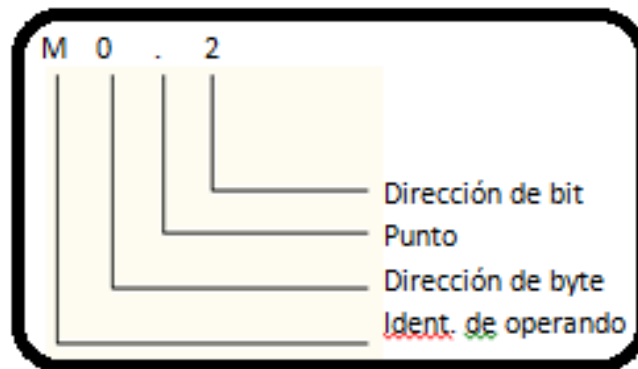 M 0 . 2
Dirección de bit
Punto
Dirección de byte
Ident. de operando